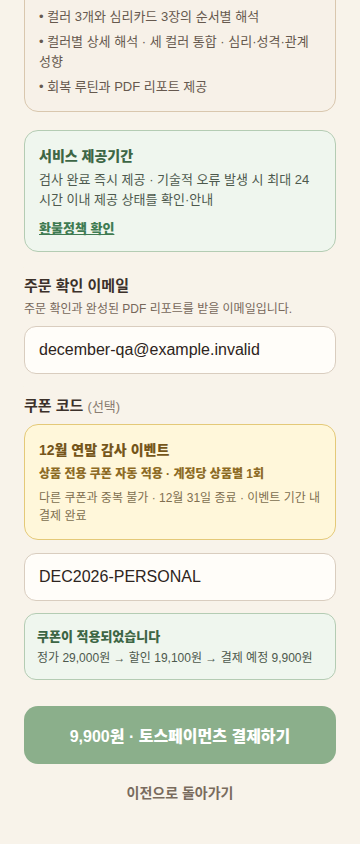 • 컬러 3개와 심리카드 3장의 순서별 해석
• 컬러별 상세 해석 · 세 컬러 통합 · 심리·성격·관계
성향
• 회복 루틴과 PDF 리포트 제공
서비스 제공기간
검사 완료 즉시 제공 · 기술적 오류 발생 시 최대 24
시간 이내 제공 상태를 확인·안내
환불정책 확인
주문 확인 이메일
주문 확인과 완성된 PDF 리포트를 받을 이메일입니다.
december-qa@example.invalid
쿠폰 코드 (선택)
12월 연말 감사 이벤트
상품 전용 쿠폰 자동 적용 · 계정당 상품별 1회
다른 쿠폰과 중복 불가 · 12월 31일 종료 · 이벤트 기간 내
결제 완료
DEC2026-PERSONAL
쿠폰이 적용되었습니다
정가 29,000원 → 할인 19,100원 → 결제 예정 9,900원
9,900원 · 토스페이먼츠 결제하기
이전으로 돌아가기